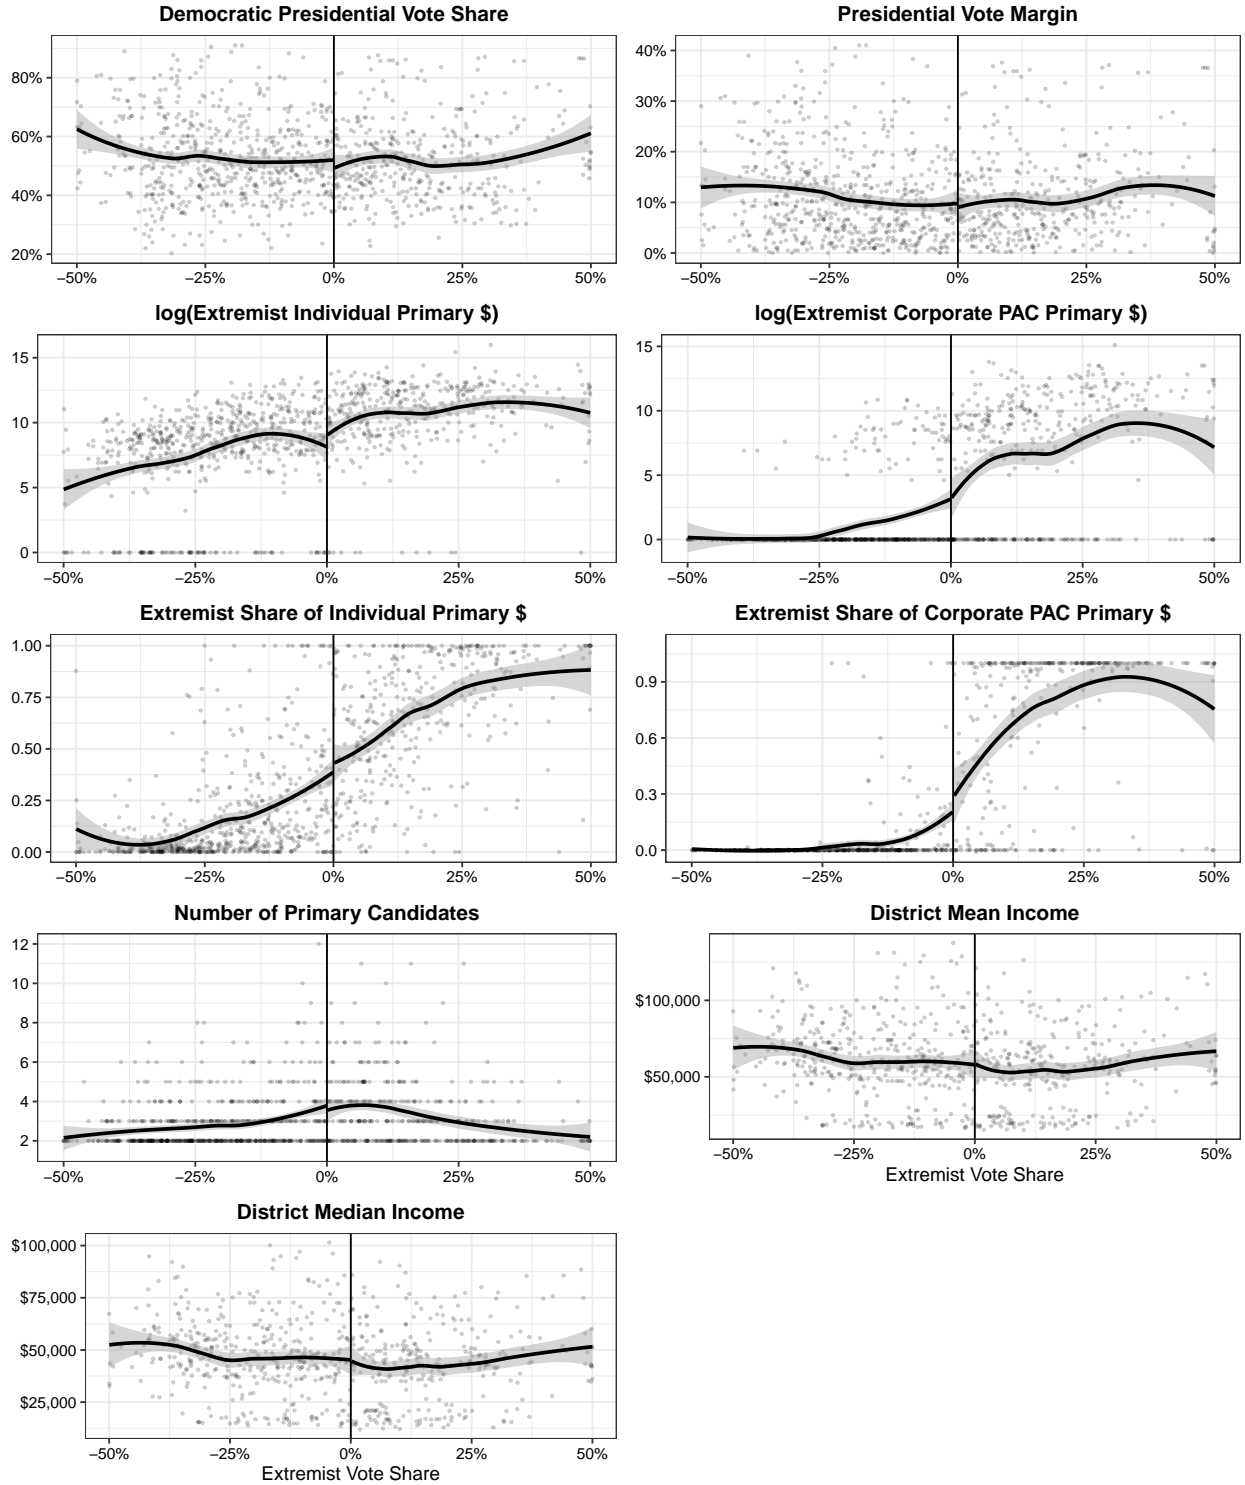 Democratic Presidential Vote Share
80%
60%
40%
20%
−50% −25% 0% 25% 50%
Presidential Vote Margin
40%
30%
20%
10%
0%
−50% −25% 0% 25% 50%
log(Extremist Individual Primary $)
15
10
5
0
−50% −25% 0% 25% 50%
log(Extremist Corporate PAC Primary $)
15
10
5
0
−50% −25% 0% 25% 50%
Extremist Share of Individual Primary $
1.00
0.75
0.50
0.25
0.00
−50% −25% 0% 25% 50%
Extremist Share of Corporate PAC Primary $
0.9
0.6
0.3
0.0
−50% −25% 0% 25% 50%
Number of Primary Candidates
12
10
8
6
4
2
−50% −25% 0% 25% 50%
District Mean Income
$100,000
$50,000
−50% −25% 0% 25% 50%
Extremist Vote Share
District Median Income
$100,000
$75,000
$50,000
$25,000
−50% −25% 0% 25% 50%
Extremist Vote Share